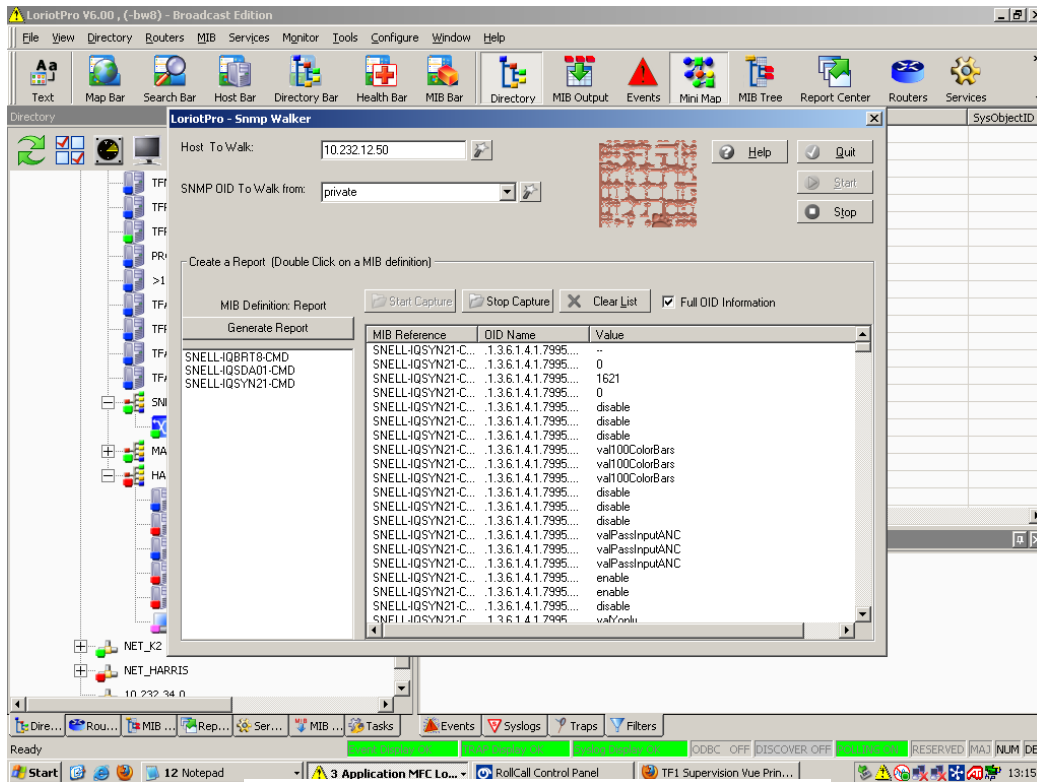 LoriotPro V6.00 , (-bw8) - Broadcast Edition
File View Directory Routers MIB Services Monitor Tools Configure Window Help
Aa
Text Map Bar Search Bar Host Bar Directory Bar Health Bar MIB Bar Directory MIB Output Events Mini Map MIB Tree Report Center Routers Services
Directory
SysObjectID
LoriotPro - Snmp Walker
Host To Walk: 10.232.12.50
Help Quit
SNMP OID To Walk from: private
Start
Stop
Create a Report (Double Click on a MIB definition)
MIB Definition: Report
Start Capture Stop Capture Clear List Full OID Information
Generate Report
MIB Reference OID Name Value
SNELL-IQBRT8-CMD
SNELL-IQSDA01-CMD
SNELL-IQSYN21-CMD
SNELL-IQSYN21-C... .1.3.6.1.4.1.7995.... --
SNELL-IQSYN21-C... .1.3.6.1.4.1.7995.... 0
SNELL-IQSYN21-C... .1.3.6.1.4.1.7995.... 1621
SNELL-IQSYN21-C... .1.3.6.1.4.1.7995.... 0
SNELL-IQSYN21-C... .1.3.6.1.4.1.7995.... disable
SNELL-IQSYN21-C... .1.3.6.1.4.1.7995.... disable
SNELL-IQSYN21-C... .1.3.6.1.4.1.7995.... disable
SNELL-IQSYN21-C... .1.3.6.1.4.1.7995.... val100ColorBars
SNELL-IQSYN21-C... .1.3.6.1.4.1.7995.... val100ColorBars
SNELL-IQSYN21-C... .1.3.6.1.4.1.7995.... val100ColorBars
SNELL-IQSYN21-C... .1.3.6.1.4.1.7995.... disable
SNELL-IQSYN21-C... .1.3.6.1.4.1.7995.... disable
SNELL-IQSYN21-C... .1.3.6.1.4.1.7995.... disable
SNELL-IQSYN21-C... .1.3.6.1.4.1.7995.... valPassInputANC
SNELL-IQSYN21-C... .1.3.6.1.4.1.7995.... valPassInputANC
SNELL-IQSYN21-C... .1.3.6.1.4.1.7995.... valPassInputANC
SNELL-IQSYN21-C... .1.3.6.1.4.1.7995.... enable
SNELL-IQSYN21-C... .1.3.6.1.4.1.7995.... enable
SNELL-IQSYN21-C... .1.3.6.1.4.1.7995.... disable
SNELL-IQSYN21-C... .1.3.6.1.4.1.7995.... valYonly
NET_K2
NET_HARRIS
10.232.34.0
Dire... Rou... MIB ... Rep... Ser... MIB ... Tasks Events Syslogs Traps Filters
Ready Event Display OK TRAP Display OK Syslog Display OK ODBC OFF DISCOVER OFF POLLING ON RESERVED MAJ NUM DE
Start 12 Notepad 3 Application MFC Lo... RollCall Control Panel TF1 Supervision Vue Prin... 13:15